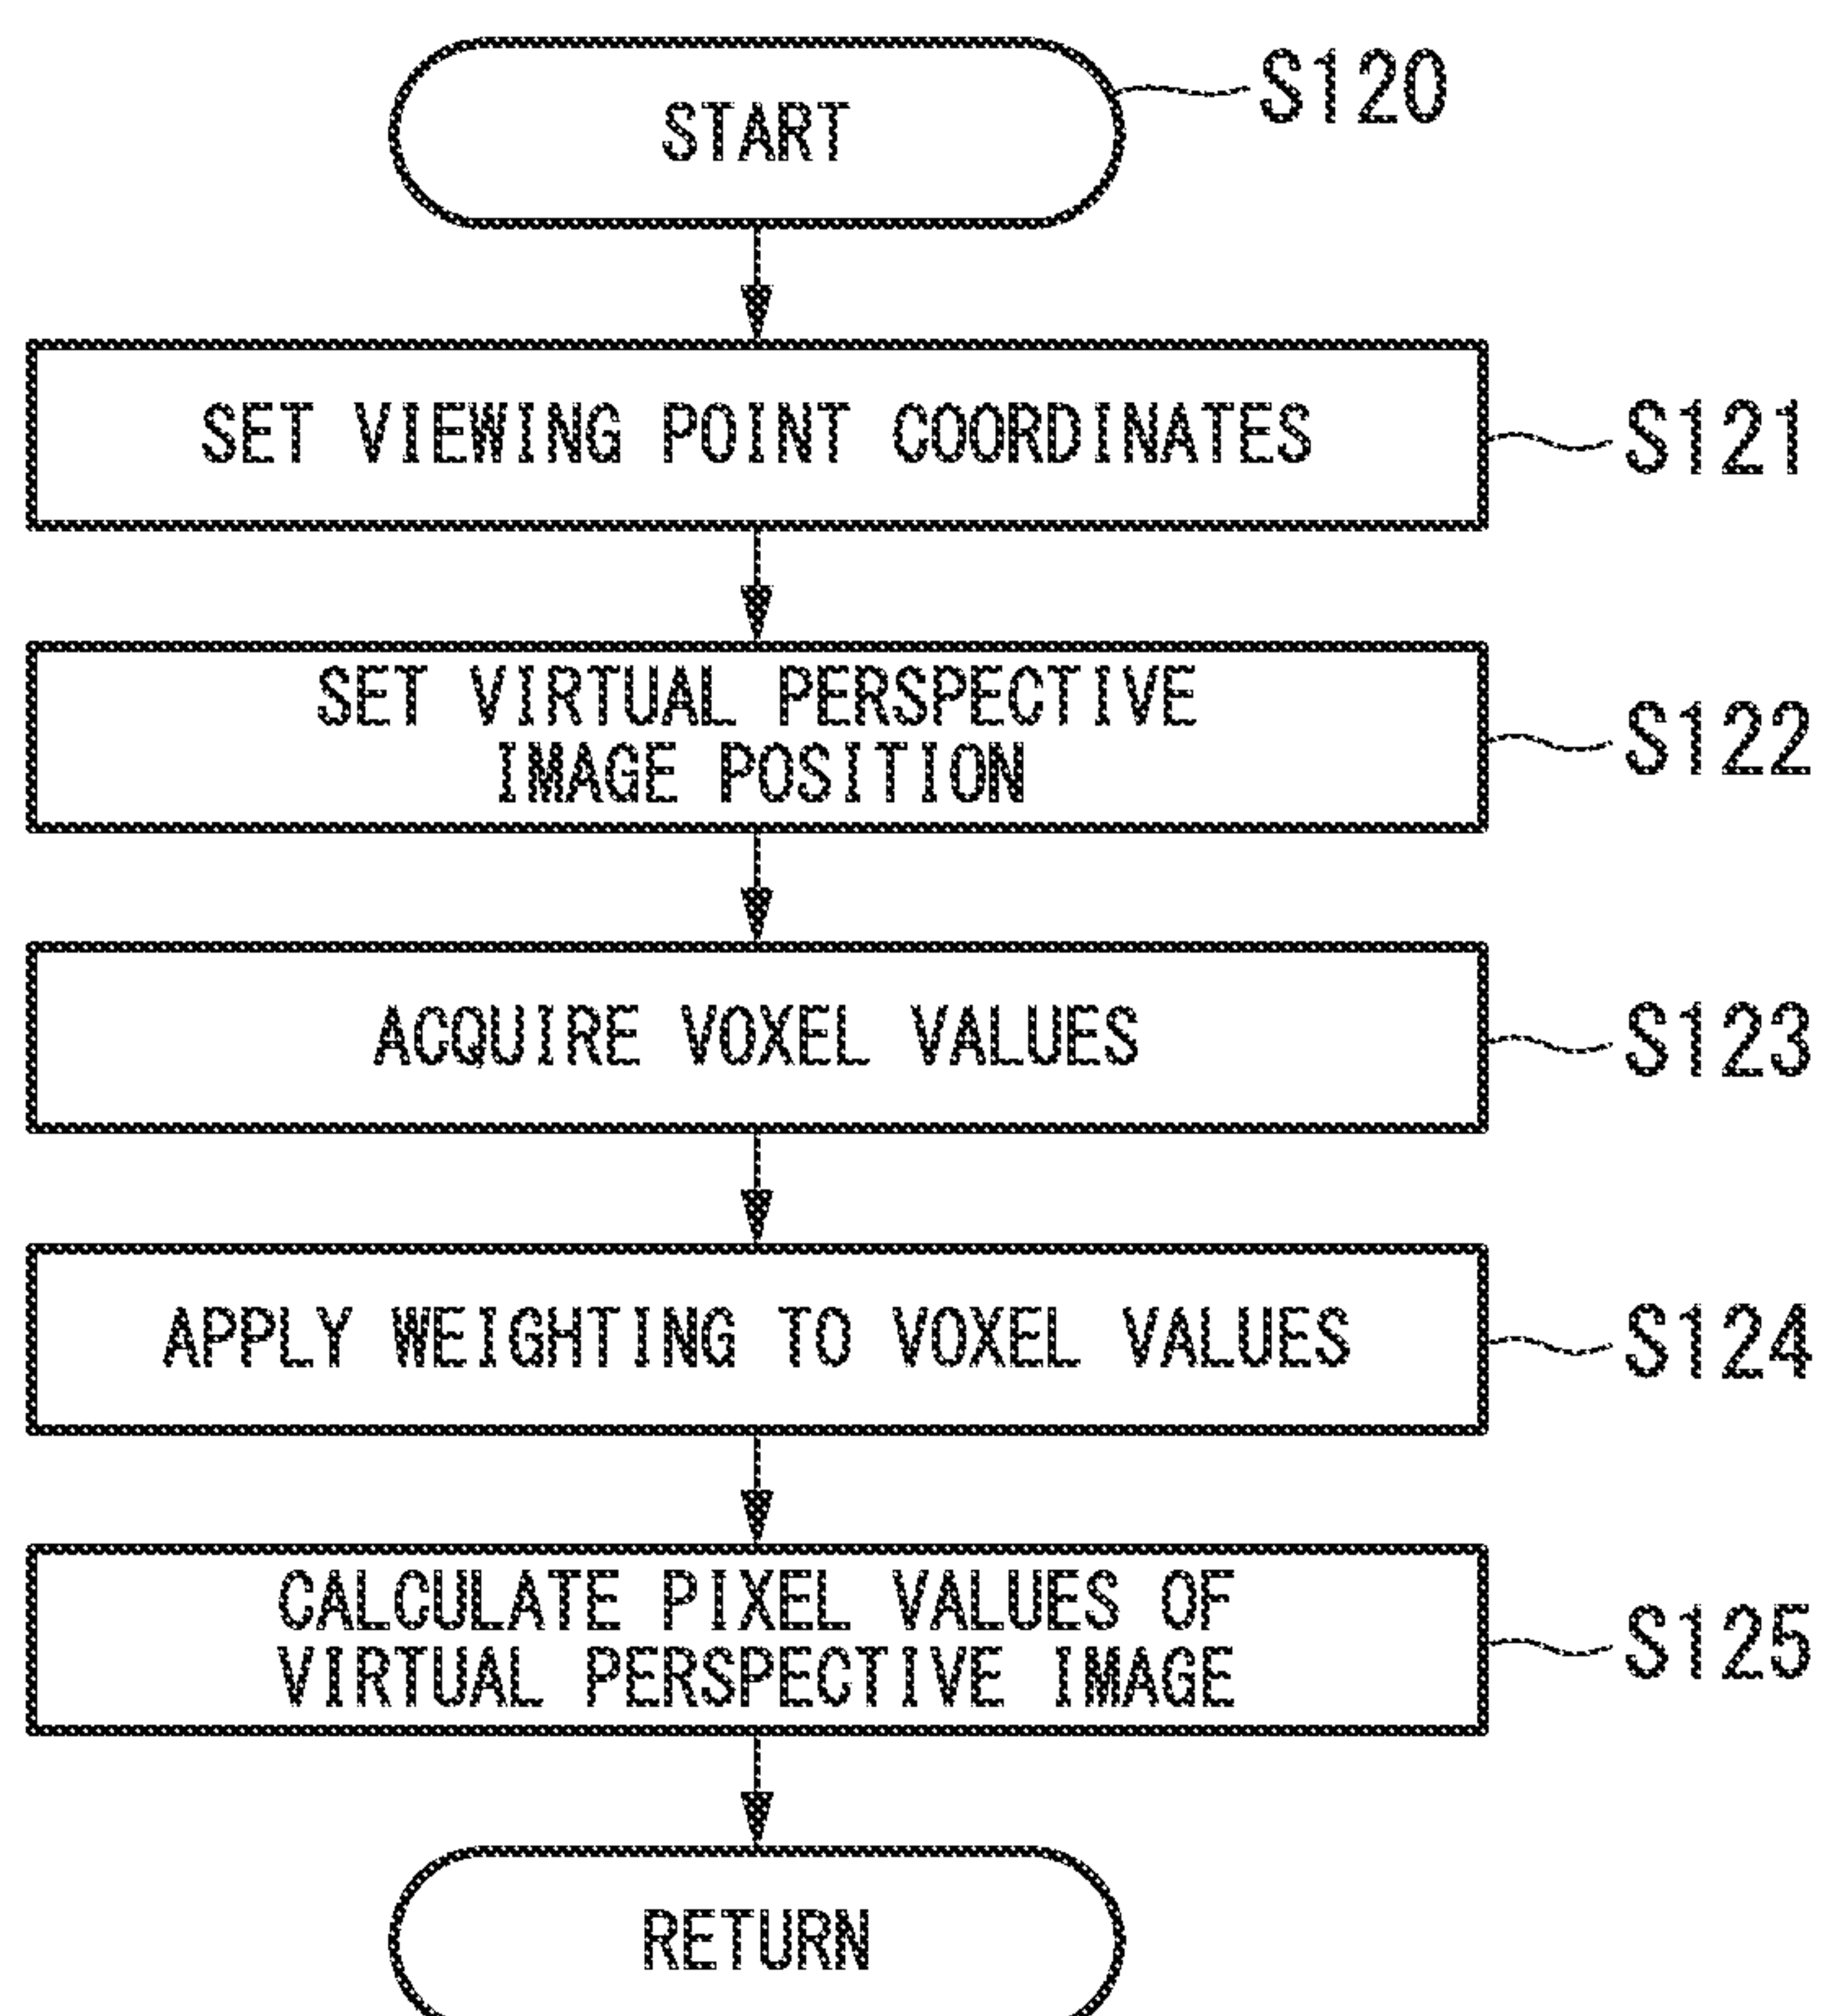 START
S120
SET VIEWING POINT COORDINATES
S121
SET VIRTUAL PERSPECTIVE
IMAGE POSITION
S122
ACQUIRE VOXEL VALUES
S123
APPLY WEIGHTING TO VOXEL VALUES
S124
CALCULATE PIXEL VALUES OF
VIRTUAL PERSPECTIVE IMAGE
S125
RETURN